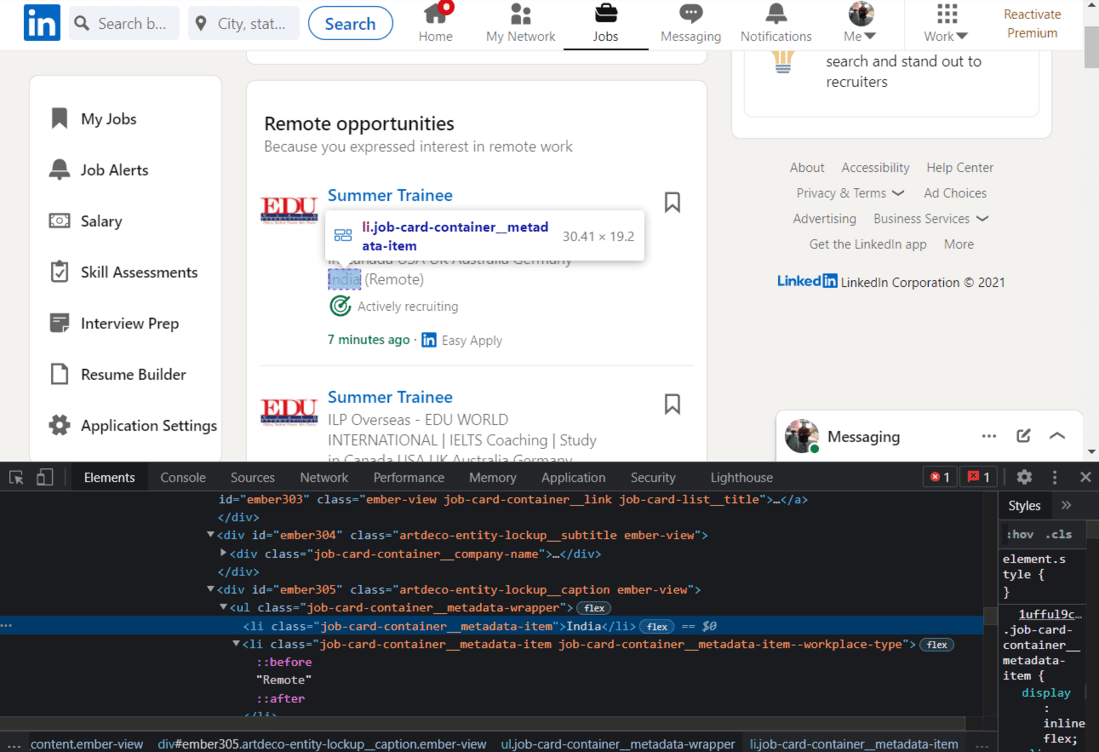 in
Search b...
City, stat...
Search
Home
My Network
Jobs
Messaging
Notifications
Me
Work
Reactivate
Premium
My Jobs
Job Alerts
Salary
Skill Assessments
Interview Prep
Resume Builder
Application Settings
Remote opportunities
Because you expressed interest in remote work
EDU
Summer Trainee
li.job-card-container__metad
ata-item
30.41 × 19.2
in Canada USA UK Australia Germany
India (Remote)
Actively recruiting
7 minutes ago · in Easy Apply
EDU
Summer Trainee
ILP Overseas - EDU WORLD
INTERNATIONAL | IELTS Coaching | Study
in Canada USA UK Australia Germany
search and stand out to
recruiters
About Accessibility Help Center
Privacy & Terms Ad Choices
Advertising Business Services
Get the LinkedIn app More
LinkedIn LinkedIn Corporation © 2021
Messaging
Elements Console Sources Network Performance Memory Application Security Lighthouse
1 1
id="ember303" class="ember-view job-card-container__link job-card-list__title">…</a>
</div>
<div id="ember304" class="artdeco-entity-lockup__subtitle ember-view">
<div class="job-card-container__company-name">…</div>
</div>
<div id="ember305" class="artdeco-entity-lockup__caption ember-view">
<ul class="job-card-container__metadata-wrapper"> flex
<li class="job-card-container__metadata-item">India</li> flex == $0
<li class="job-card-container__metadata-item job-card-container__metadata-item--workplace-type"> flex
::before
"Remote"
::after
</li>
... content.ember-view div#ember305.artdeco-entity-lockup__caption.ember-view ul.job-card-container__metadata-wrapper li.job-card-container__metadata-item ...
Styles
:hov .cls
element.s
tyle {
}
1ufful9c…
.job-card-
container__
metadata-
item {
display
:
inline
flex;